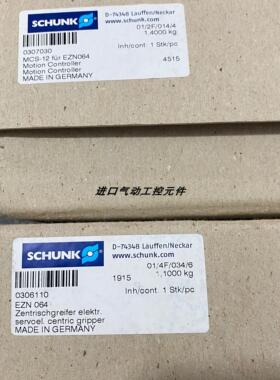 SCHUNK
D-74348 Lauffen/Neckar
www.schunk.com
01/2F/014/4
1,4000 kg
0307030
Inh/cont. 1 Stk/pc
MCS-12 für EZN064
Motion Controller
4515
Motion Controller
MADE IN GERMANY
进口气动工控元件
SCHUNK
D-74348 Lauffen/Neckar
www.schunk.com
01/4F/034/6
1915
1,1000 kg
0306110
Inh/cont. 1 Stk/pc
EZN 064
Zentrischgreifer elektr.
servoel. centric gripper
MADE IN GERMANY